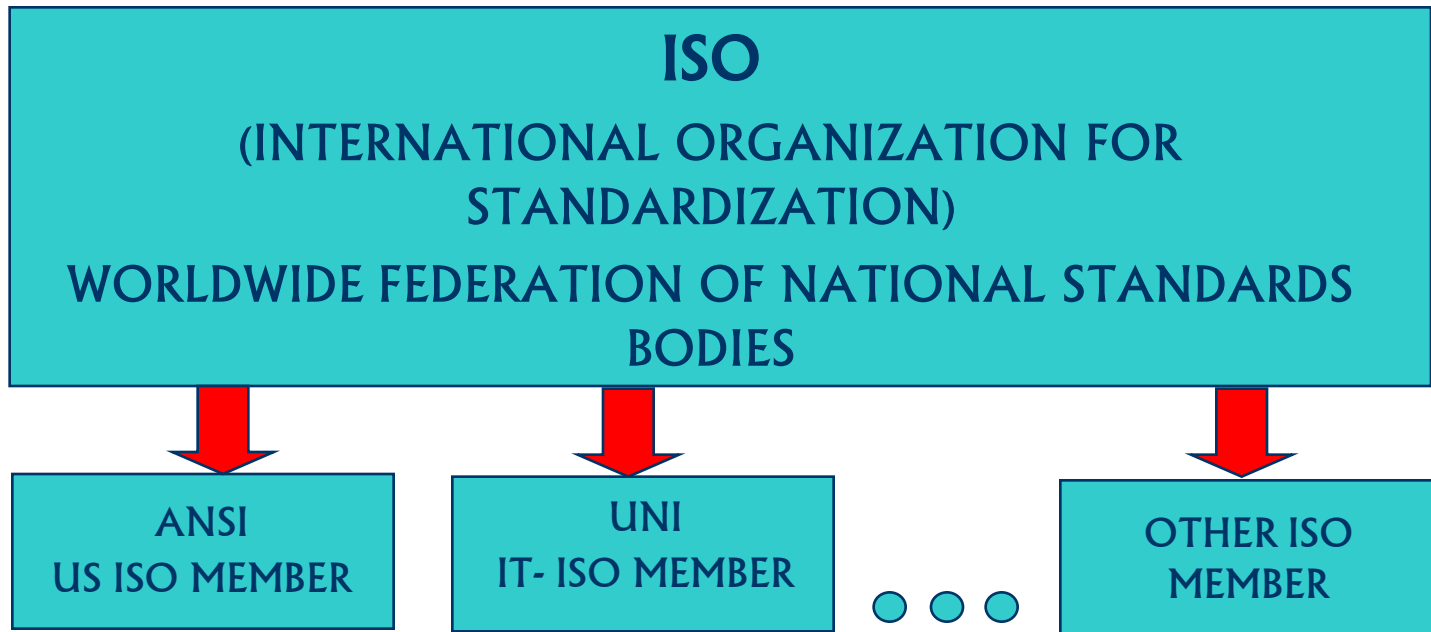 ISO
(INTERNATIONAL ORGANIZATION FOR
STANDARDIZATION)
WORLDWIDE FEDERATION OF NATIONAL STANDARDS
BODIES
ANSI
US ISO MEMBER
UNI
IT- ISO MEMBER
OTHER ISO
MEMBER